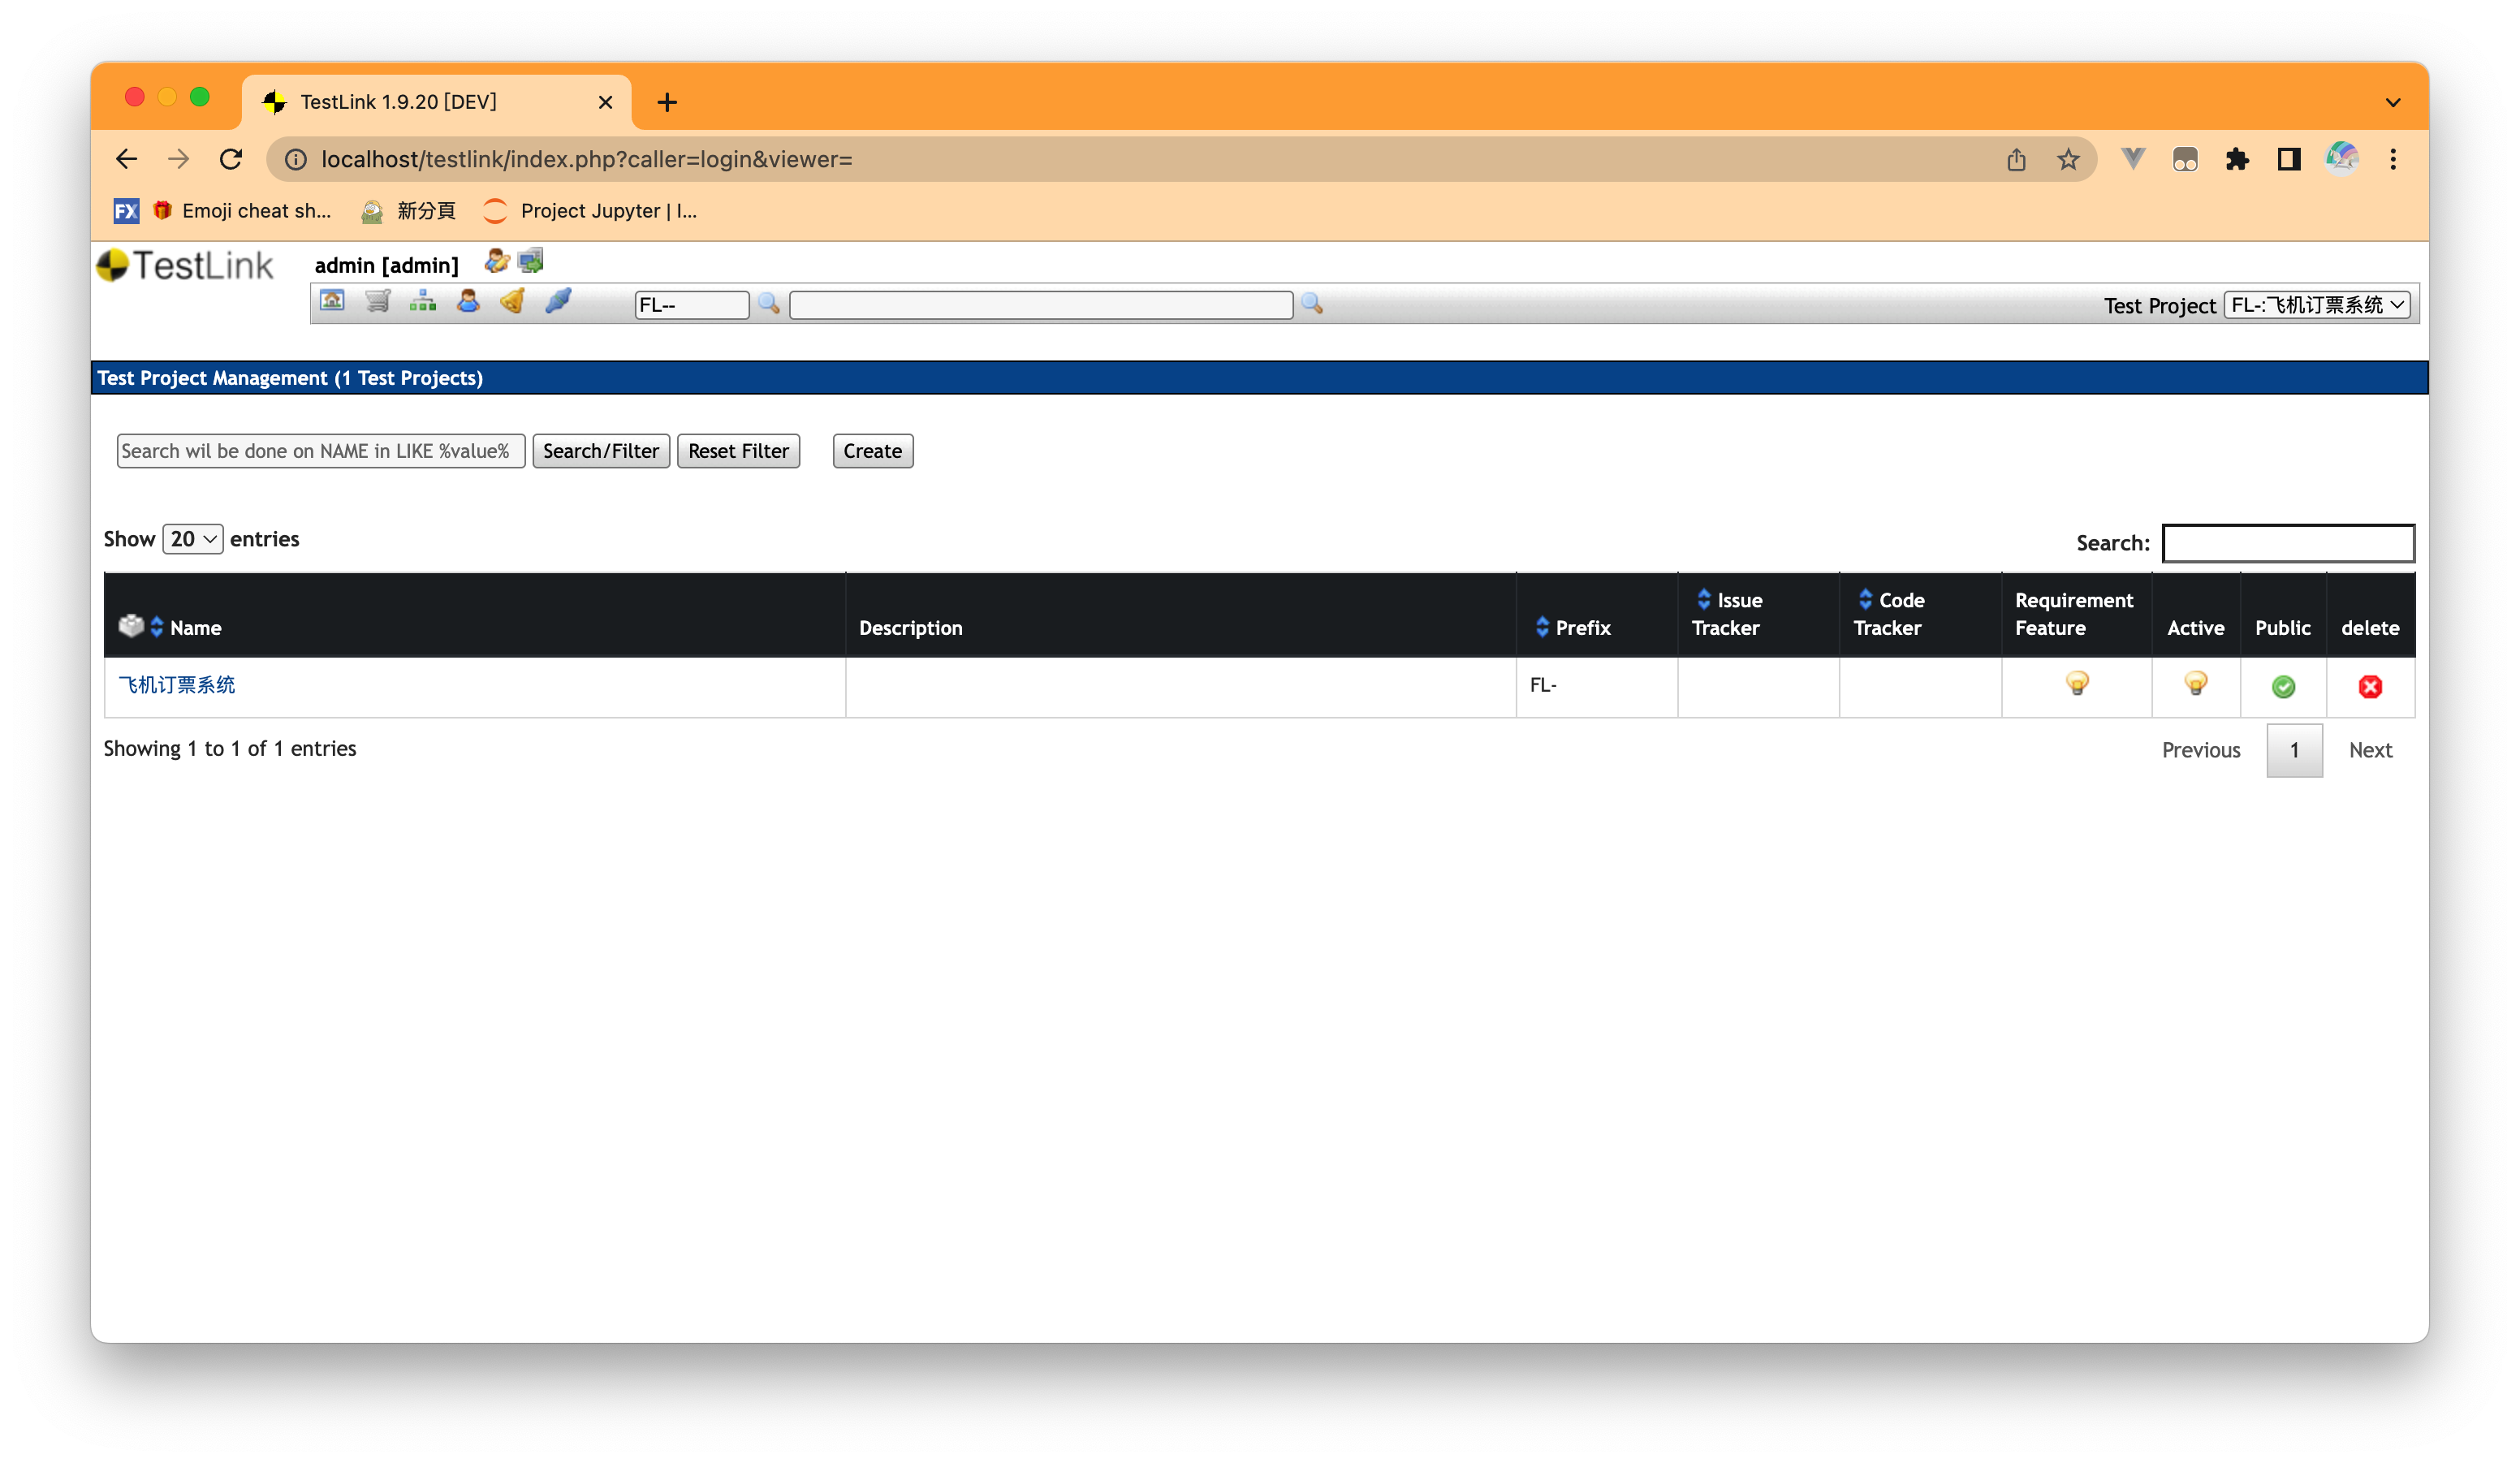 TestLink 1.9.20 [DEV]
localhost/testlink/index.php?caller=login&viewer=
FX Emoji cheat sh... 新分頁 Project Jupyter | I...
TestLink admin [admin]
FL-- Test Project FL-:飞机订票系统
Test Project Management (1 Test Projects)
Search wil be done on NAME in LIKE %value% Search/Filter Reset Filter Create
Show 20 entries Search:
Name Description Prefix Issue Tracker Code Tracker Requirement Feature Active Public delete
飞机订票系统 FL-
Showing 1 to 1 of 1 entries Previous 1 Next